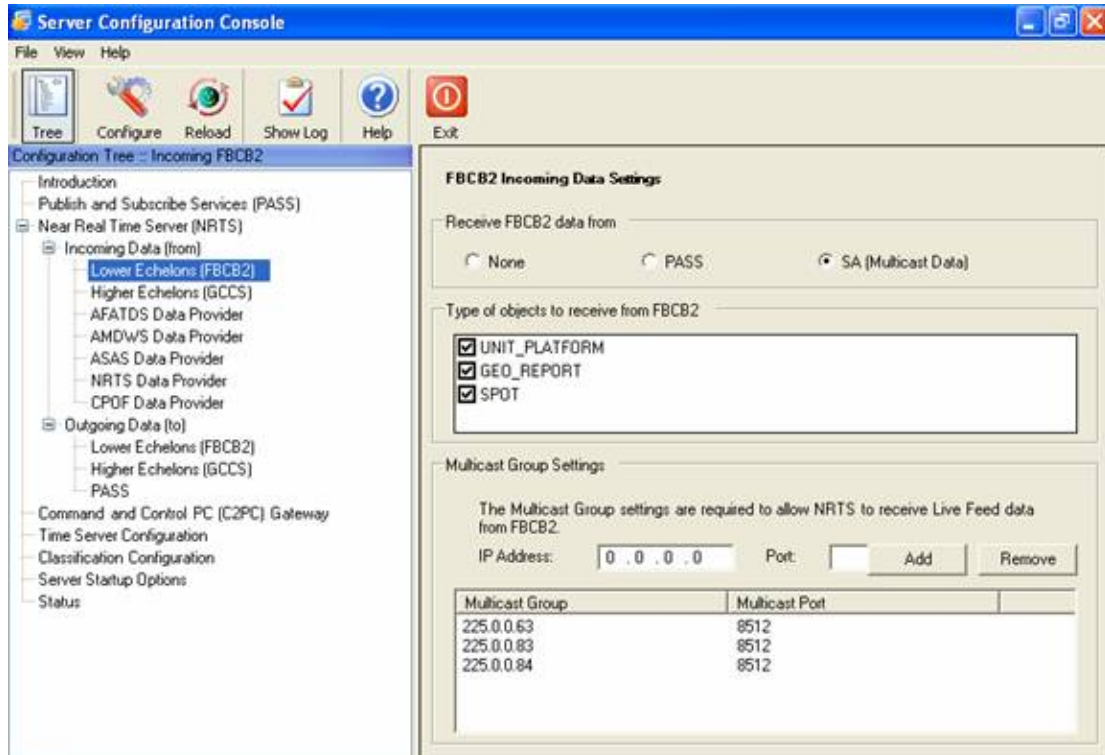 Server Configuration Console
File View Help
Tree Configure Reload Show Log Help Exit
Configuration Tree :: Incoming FBCB2
Introduction
Publish and Subscribe Services (PASS)
Near Real Time Server (NRTS)
Incoming Data (from)
Lower Echelons (FBCB2)
Higher Echelons (GCCS)
AFATDS Data Provider
AMDWS Data Provider
ASAS Data Provider
NRTS Data Provider
CPOF Data Provider
Outgoing Data (to)
Lower Echelons (FBCB2)
Higher Echelons (GCCS)
PASS
Command and Control PC (C2PC) Gateway
Time Server Configuration
Classification Configuration
Server Startup Options
Status
FBCB2 Incoming Data Settings
Receive FBCB2 data from
None PASS SA (Multicast Data)
Type of objects to receive from FBCB2
UNIT_PLATFORM
GEO_REPORT
SPOT
Multicast Group Settings
The Multicast Group settings are required to allow NRTS to receive Live Feed data
from FBCB2.
IP Address: 0 . 0 . 0 . 0 Port: Add Remove
Multicast Group Multicast Port
225.0.0.63 8512
225.0.0.83 8512
225.0.0.84 8512